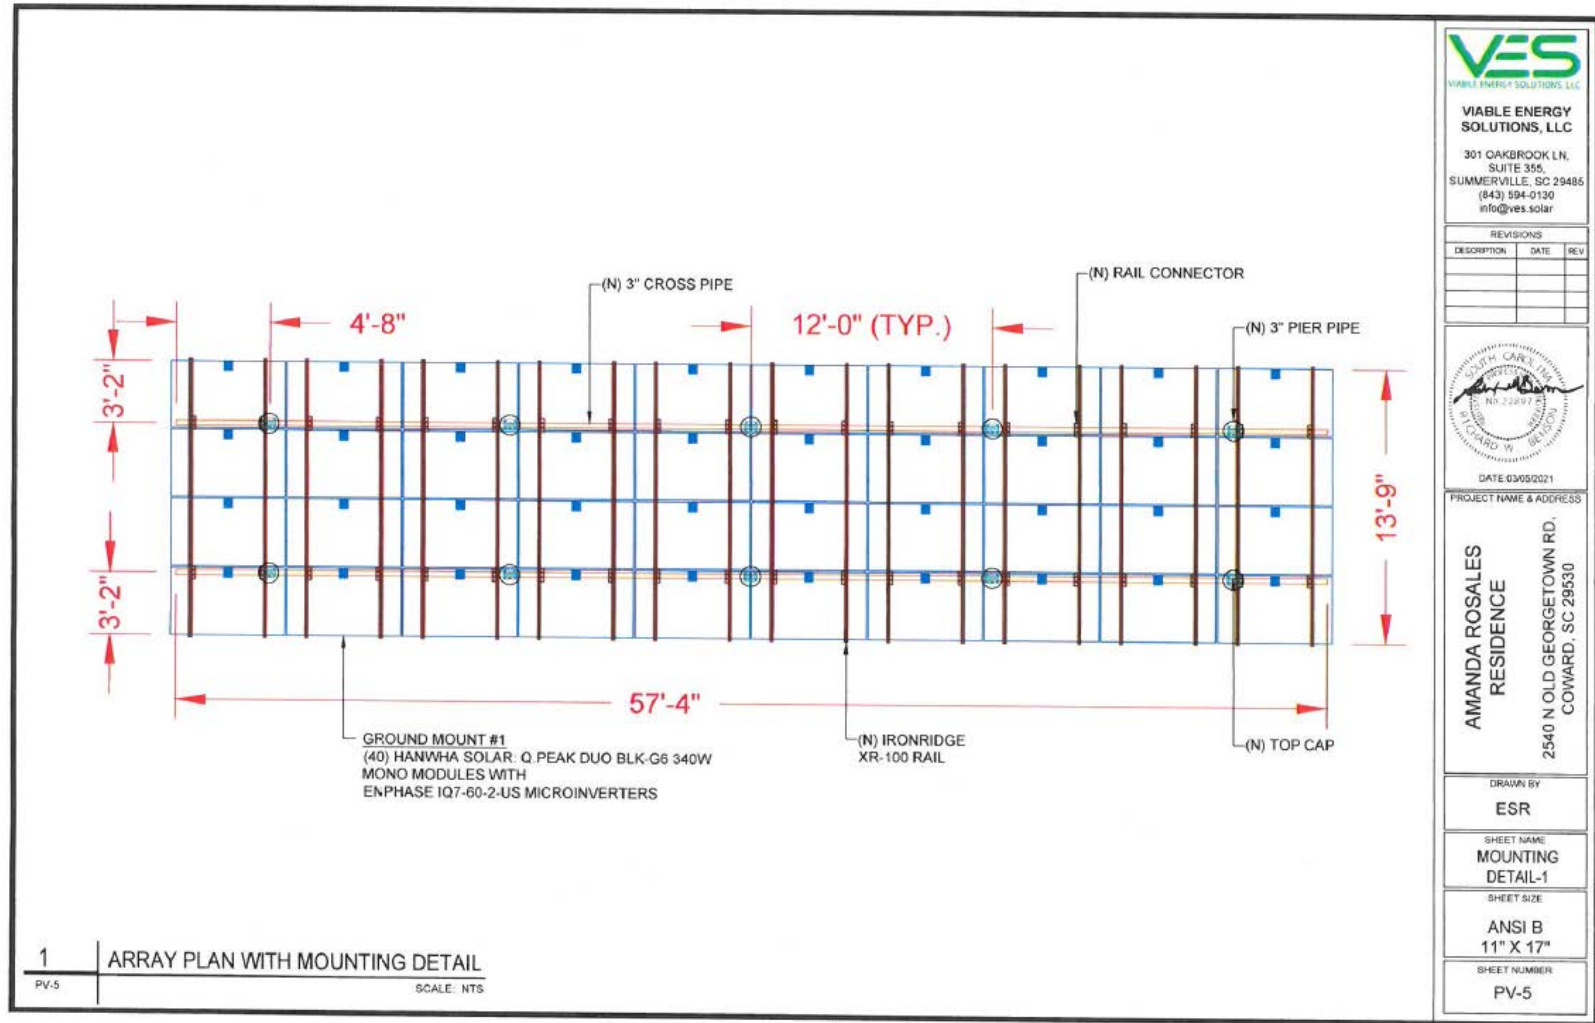 (N) 3" CROSS PIPE
(N) RAIL CONNECTOR
4'-8"
12'-0" (TYP.)
(N) 3" PIER PIPE
3'-2"
13'-9"
3'-2"
57'-4"
GROUND MOUNT #1
(40) HANWHA SOLAR: Q.PEAK DUO BLK-G6 340W
MONO MODULES WITH
ENPHASE IQ7-60-2-US MICROINVERTERS
(N) IRONRIDGE
XR-100 RAIL
(N) TOP CAP
1
PV-5
ARRAY PLAN WITH MOUNTING DETAIL
SCALE: NTS
VES
VIABLE ENERGY SOLUTIONS, LLC
VIABLE ENERGY
SOLUTIONS, LLC
301 OAKBROOK LN,
SUITE 355,
SUMMERVILLE, SC 29485
(843) 594-0130
info@ves.solar
REVISIONS
DESCRIPTION DATE REV
SOUTH CAROLINA
No.22897
RITCHARD W BENSON
DATE:03/05/2021
PROJECT NAME & ADDRESS
AMANDA ROSALES
RESIDENCE
2540 N OLD GEORGETOWN RD,
COWARD, SC 29530
DRAWN BY
ESR
SHEET NAME
MOUNTING
DETAIL-1
SHEET SIZE
ANSI B
11" X 17"
SHEET NUMBER
PV-5